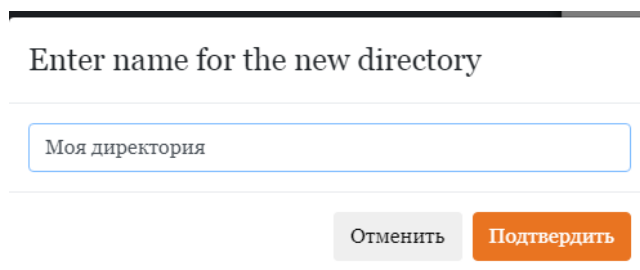 Enter name for the new directory
Моя директория
Отменить Подтвердить